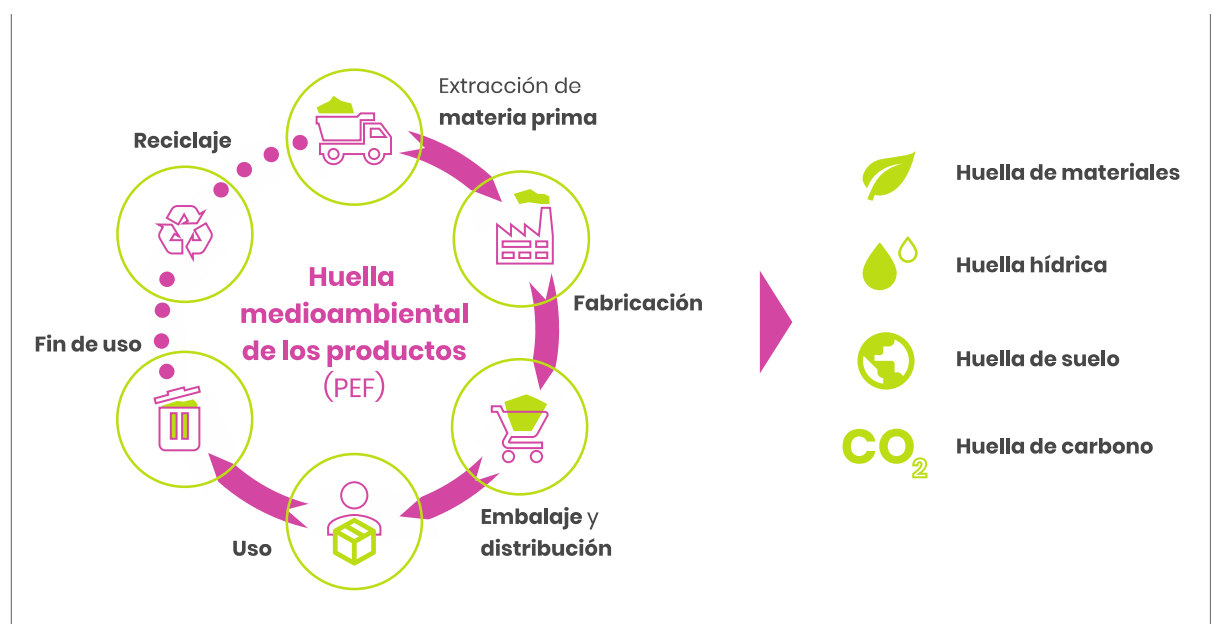 Extracción de
materia prima
Reciclaje
Fabricación
Huella
medioambiental
de los productos
(PEF)
Fin de uso
Embalaje y
distribución
Uso
Huella de materiales
Huella hídrica
Huella de suelo
CO₂
Huella de carbono